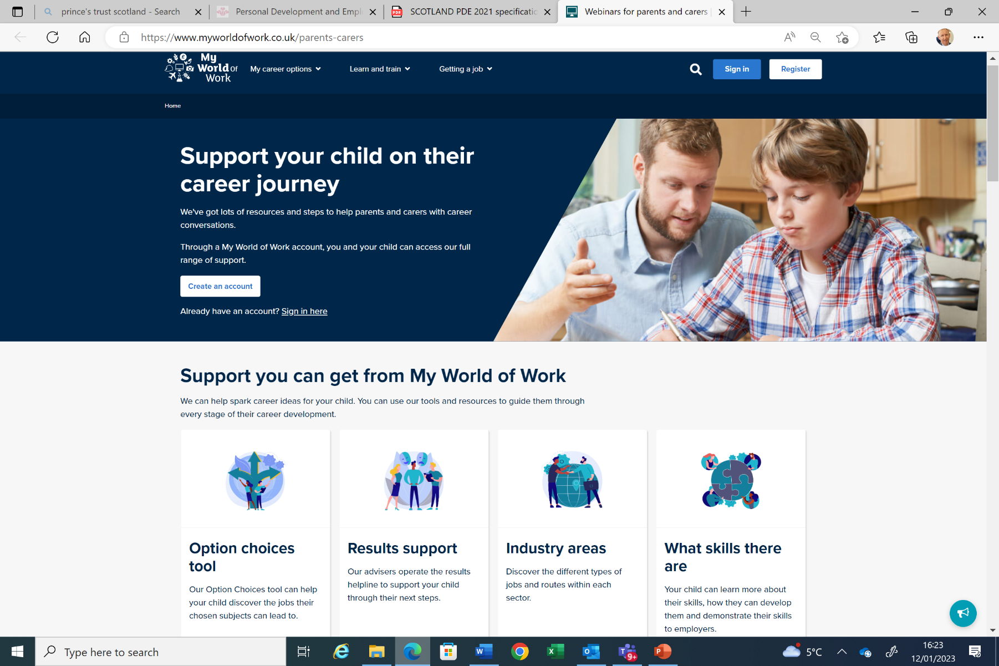 prince's trust scotland - Search
Personal Development and Empl
SCOTLAND PDE 2021 specificatio
Webinars for parents and carers |
https://www.myworldofwork.co.uk/parents-carers
My
World Of
Work
My career options
Learn and train
Getting a job
Sign in
Register
Home
Support your child on their
career journey
We've got lots of resources and steps to help parents and carers with career
conversations.
Through a My World of Work account, you and your child can access our full
range of support.
Create an account
Already have an account? Sign in here
Support you can get from My World of Work
We can help spark career ideas for your child. You can use our tools and resources to guide them through
every stage of their career development.
Option choices
tool
Our Option Choices tool can help
your child discover the jobs their
chosen subjects can lead to.
Results support
Our advisers operate the results
helpline to support your child
through their next steps.
Industry areas
Discover the different types of
jobs and routes within each
sector.
What skills there
are
Your child can learn more about
their skills, how they can develop
them and demonstrate their skills
to employers.
Type here to search
9+
5°C
16:23
12/01/2023